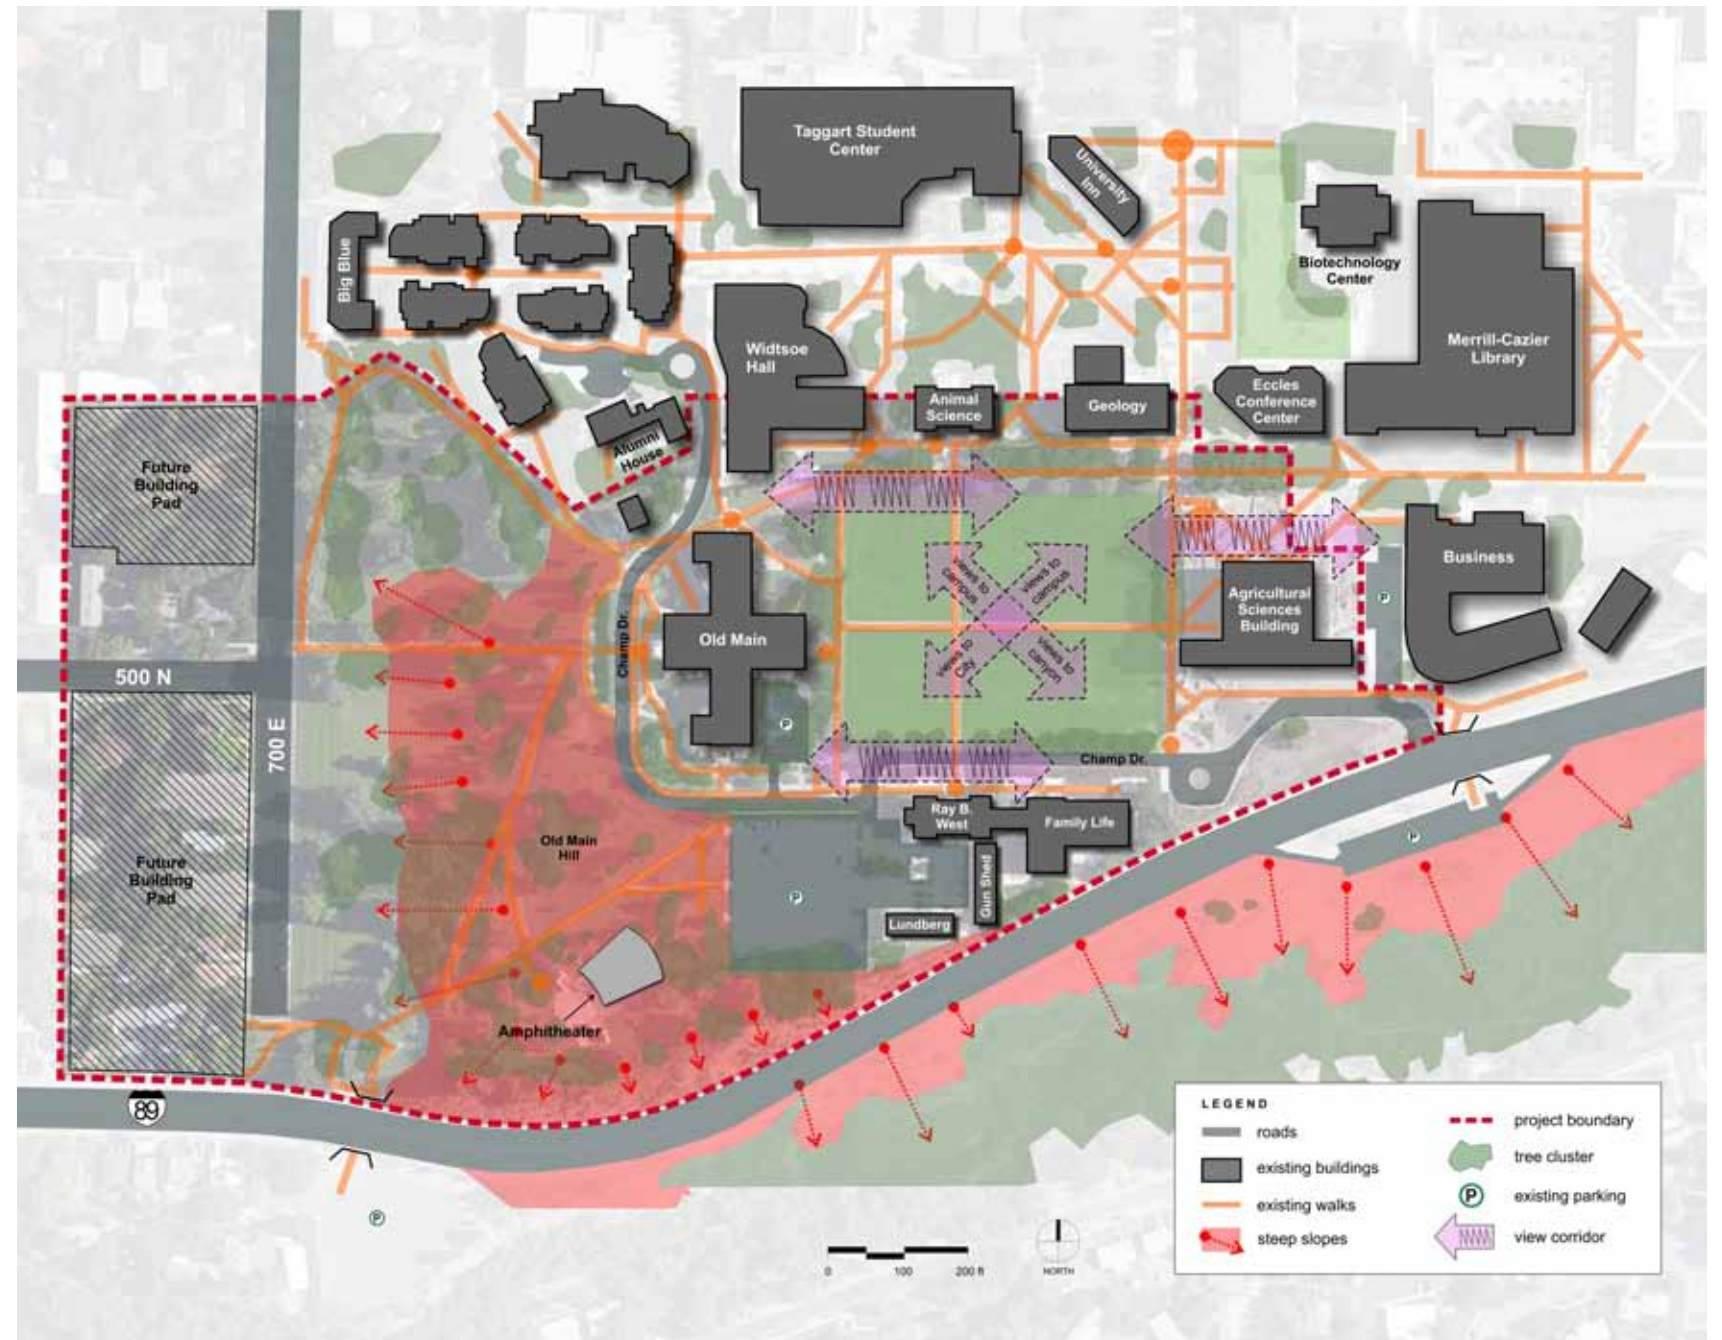 Taggart Student
Center
University
Inn
Big Blue
Biotechnology
Center
Widtsoe
Hall
Merrill-Cazier
Library
Animal
Science
Geology
Eccles
Conference
Center
Alumni
House
Future
Building
Pad
Business
views to
campus
views to
campus
Agricultural
Sciences
Building
P
Old Main
Champ Dr.
views to
City
views to
canyon
500 N
700 E
P
Champ Dr.
Ray B.
West
Family Life
Old Main
Hill
P
Future
Building
Pad
P
Gun Shed
Lundberg
Amphitheater
89
P
LEGEND
roads
existing buildings
existing walks
steep slopes
project boundary
tree cluster
P
existing parking
view corridor
0 100 200 ft
NORTH